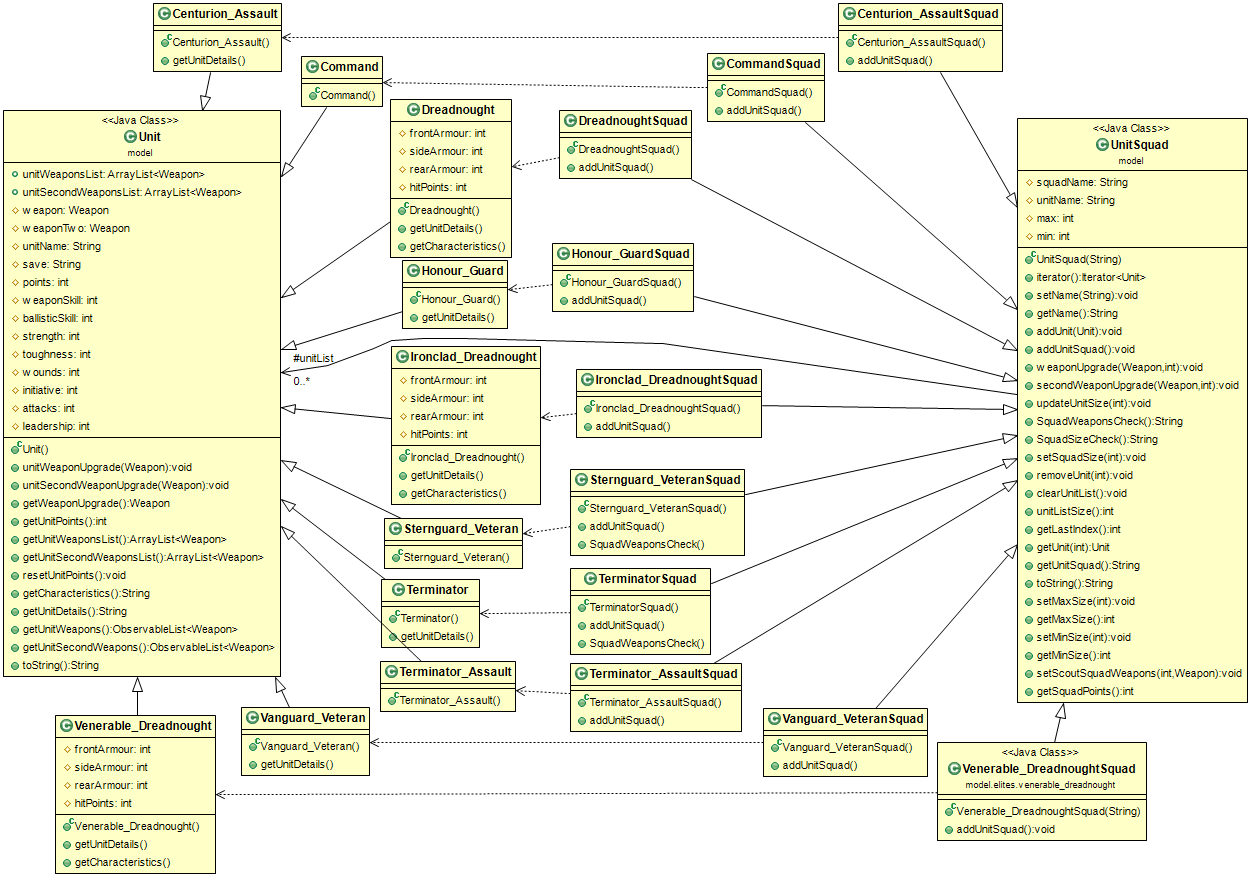 Centurion_Assault
Centurion_Assault()
getUnitDetails()
Centurion_AssaultSquad
Centurion_AssaultSquad()
addUnitSquad()
Command
Command()
CommandSquad
CommandSquad()
addUnitSquad()
<<Java Class>>
Unit
model
unitWeaponsList: ArrayList<Weapon>
unitSecondWeaponsList: ArrayList<Weapon>
weapon: Weapon
weaponTwo: Weapon
unitName: String
save: String
points: int
weaponSkill: int
ballisticSkill: int
strength: int
toughness: int
wounds: int
initiative: int
attacks: int
leadership: int
Unit()
unitWeaponUpgrade(Weapon):void
unitSecondWeaponUpgrade(Weapon):void
getWeaponUpgrade():Weapon
getUnitPoints():int
getUnitWeaponsList():ArrayList<Weapon>
getUnitSecondWeaponsList():ArrayList<Weapon>
resetUnitPoints():void
getCharacteristics():String
getUnitDetails():String
getUnitWeapons():ObservableList<Weapon>
getUnitSecondWeapons():ObservableList<Weapon>
toString():String
Dreadnought
frontArmour: int
sideArmour: int
rearArmour: int
hitPoints: int
Dreadnought()
getUnitDetails()
getCharacteristics()
DreadnoughtSquad
DreadnoughtSquad()
addUnitSquad()
<<Java Class>>
UnitSquad
model
squadName: String
unitName: String
max: int
min: int
UnitSquad(String)
iterator():Iterator<Unit>
setName(String):void
getName():String
addUnit(Unit):void
addUnitSquad():void
weaponUpgrade(Weapon,int):void
secondWeaponUpgrade(Weapon,int):void
updateUnitSize(int):void
SquadWeaponsCheck():String
SquadSizeCheck():String
setSquadSize(int):void
removeUnit(int):void
clearUnitList():void
unitListSize():int
getLastIndex():int
getUnit(int):Unit
getUnitSquad():String
toString():String
setMaxSize(int):void
getMaxSize():int
setMinSize(int):void
getMinSize():int
setScoutSquadWeapons(int,Weapon):void
getSquadPoints():int
Honour_Guard
Honour_Guard()
getUnitDetails()
Honour_GuardSquad
Honour_GuardSquad()
addUnitSquad()
#unitList
0..*
Ironclad_Dreadnought
frontArmour: int
sideArmour: int
rearArmour: int
hitPoints: int
Ironclad_Dreadnought()
getUnitDetails()
getCharacteristics()
Ironclad_DreadnoughtSquad
Ironclad_DreadnoughtSquad()
addUnitSquad()
Sternguard_Veteran
Sternguard_Veteran()
Sternguard_VeteranSquad
Sternguard_VeteranSquad()
addUnitSquad()
SquadWeaponsCheck()
Terminator
Terminator()
getUnitDetails()
TerminatorSquad
TerminatorSquad()
addUnitSquad()
SquadWeaponsCheck()
Terminator_Assault
Terminator_Assault()
Terminator_AssaultSquad
Terminator_AssaultSquad()
addUnitSquad()
Venerable_Dreadnought
frontArmour: int
sideArmour: int
rearArmour: int
hitPoints: int
Venerable_Dreadnought()
getUnitDetails()
getCharacteristics()
Vanguard_Veteran
Vanguard_Veteran()
getUnitDetails()
Vanguard_VeteranSquad
Vanguard_VeteranSquad()
addUnitSquad()
<<Java Class>>
Venerable_DreadnoughtSquad
model.elites.venerable_dreadnought
Venerable_DreadnoughtSquad(String)
addUnitSquad():void